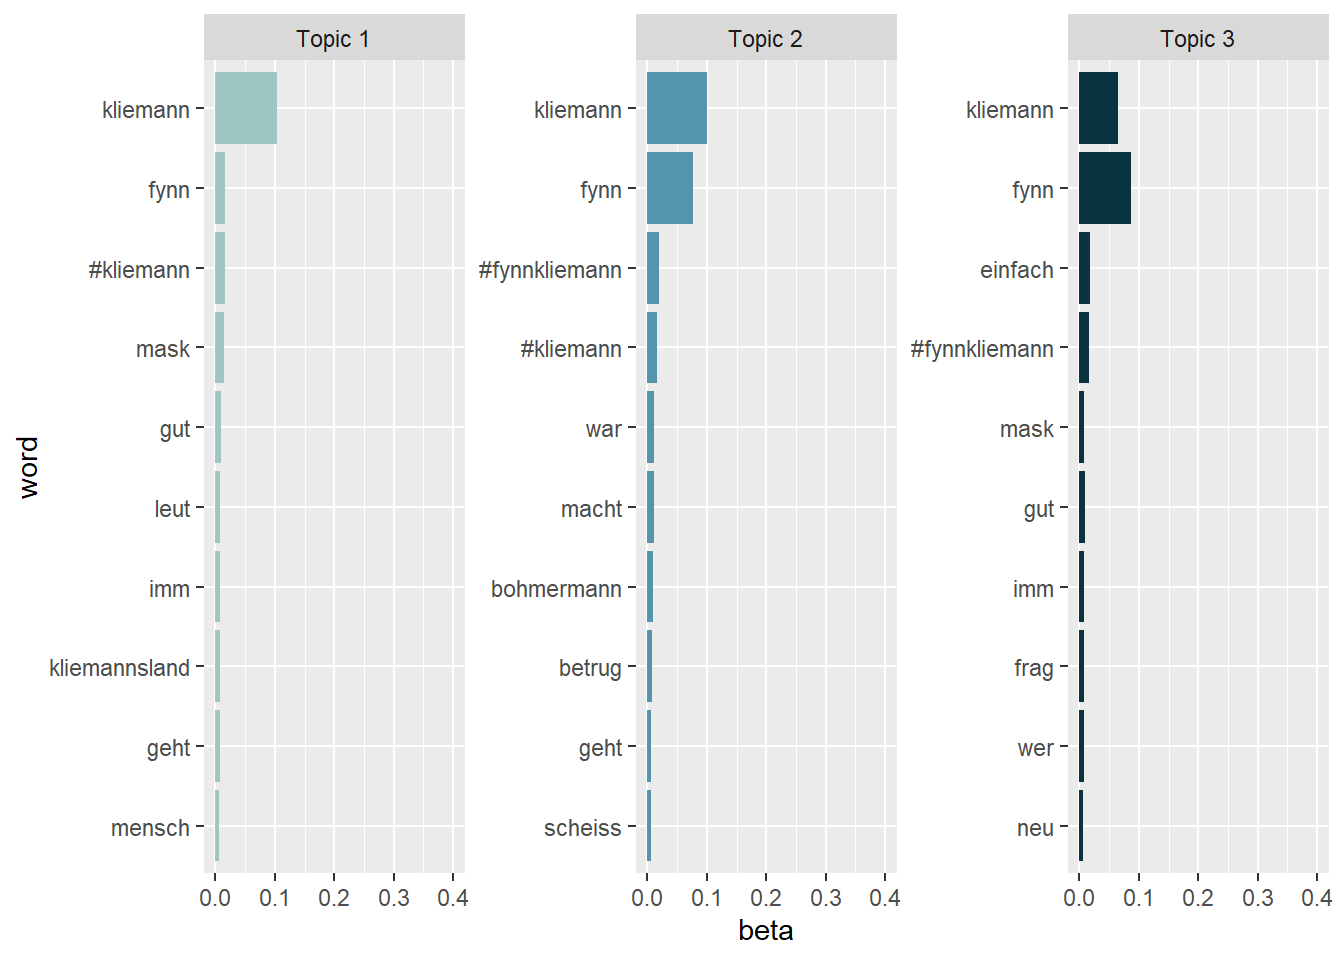 Topic 1
Topic 2
Topic 3
word
kliemann
fynn
#kliemann
mask
gut
leut
imm
kliemannsland
geht
mensch
0.0 0.1 0.2 0.3 0.4
kliemann
fynn
#fynnkliemann
#kliemann
war
macht
bohmermann
betrug
geht
scheiss
0.0 0.1 0.2 0.3 0.4
kliemann
fynn
einfach
#fynnkliemann
mask
gut
imm
frag
wer
neu
0.0 0.1 0.2 0.3 0.4
beta